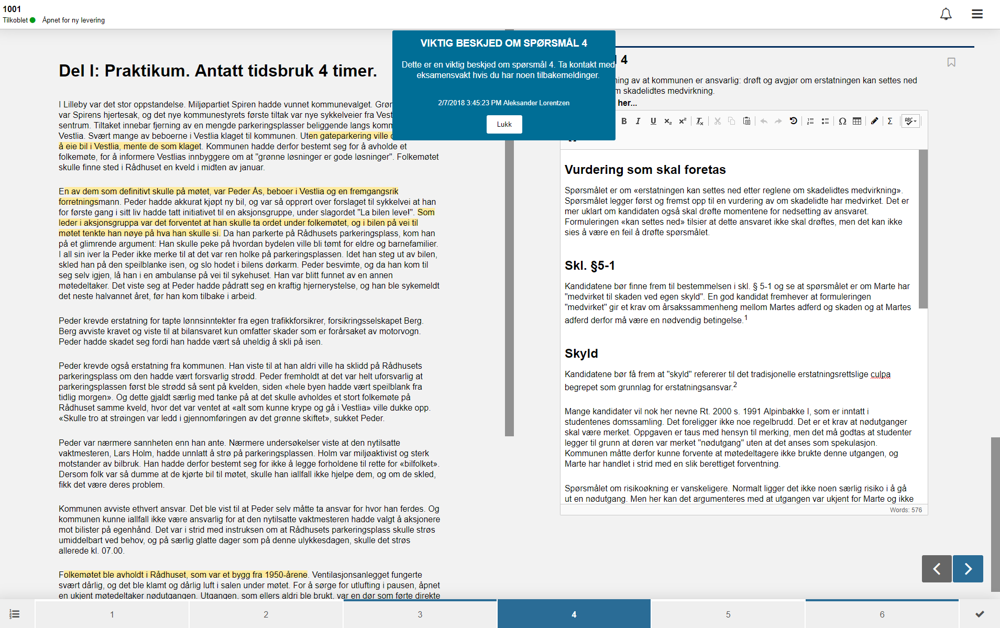 1001
Tilkoblet Åpnet for ny levering
VIKTIG BESKJED OM SPØRSMÅL 4
Dette er en viktig beskjed om spørsmål 4. Ta kontakt med
eksamensvakt hvis du har noen tilbakemeldinger.
2/7/2018 3:45:23 PM Aleksander Lorentzen
Lukk
Del I: Praktikum. Antatt tidsbruk 4 timer.
I Lilleby var det stor oppstandelse. Miljøpartiet Spiren hadde vunnet kommunevalget.
var Spirens hjertesak, og det nye kommunestyrets første tiltak var nye sykkelveier fra
sentrum. Tiltaket innebar fjerning av en mengde parkeringsplasser beliggende langs
Vestlia. Svært mange av beboerne i Vestlia klaget til kommunen. Uten gateparkering ville
å eie bil i Vestlia, mente de som klaget. Kommunen hadde derfor bestemt seg for å avholde et
folkemøte, for å informere Vestlias innbyggere om at "grønne løsninger er gode løsninger". Folkemøtet
skulle finne sted i Rådhuset en kveld i midten av januar.
En av dem som definitivt skulle på møtet, var Peder Ås, beboer i Vestlia og en fremgangsrik
forretningsmann. Peder hadde akkurat kjøpt ny bil, og var så opprørt over forslaget til sykkelvei at han
for første gang i sitt liv hadde tatt initiativet til en aksjonsgruppe, under slagordet "La bilen leve!". Som
leder i aksjonsgruppa var det forventet at han skulle ta ordet under folkemøtet, og i bilen på vei til
møtet tenkte han nøye på hva han skulle si. Da han parkerte på Rådhusets parkeringsplass, kom han
på et glimrende argument: Han skulle peke på hvordan bydelen ville bli tømt for eldre og barnefamilier.
I all sin iver la Peder ikke merke til at det var ren holke på parkeringsplassen. Idet han steg ut av bilen,
skled han på den speilblanke isen, og slo hodet i bilens dørkarm. Peder besvimte, og da han kom til
seg selv igjen, lå han i en ambulanse på vei til sykehuset. Han var blitt funnet av en annen
møtedeltaker. Det viste seg at Peder hadde pådratt seg en kraftig hjernerystelse, og han ble sykemeldt
det neste halvannet året, før han kom tilbake i arbeid.
Peder krevde erstatning for tapte lønnsinntekter fra egen trafikkforsikrer, forsikringsselskapet Berg.
Berg avviste kravet og viste til at bilansvaret kun omfatter skader som er forårsaket av motorvogn.
Peder hadde skadet seg fordi han hadde vært så uheldig å skli på isen.
Peder krevde også erstatning fra kommunen. Han viste til at han aldri ville ha sklidd på Rådhusets
parkeringsplass om den hadde vært forsvarlig strødd. Peder fremholdt at det var helt uforsvarlig at
parkeringsplassen først ble strødd så sent på kvelden, siden «hele byen hadde vært speilblank fra
tidlig morgen». Og dette gjaldt særlig med tanke på at det skulle avholdes et stort folkemøte på
Rådhuset samme kveld, hvor det var ventet at «alt som kunne krype og gå i Vestlia» ville dukke opp.
«Skulle tro at strøingen var ledd i gjennomføringen av det grønne skiftet», sukket Peder.
Peder var nærmere sannheten enn han ante. Nærmere undersøkelser viste at den nytilsatte
vaktmesteren, Lars Holm, hadde unnlatt å strø på parkeringsplassen. Holm var miljøaktivist og sterk
motstander av bilbruk. Han hadde derfor bestemt seg for ikke å legge forholdene til rette for «bilfolket».
Dersom folk var så dumme at de kjørte bil til møtet, skulle han iallfall ikke hjelpe dem, og om de skled,
fikk det være deres problem.
Kommunen avviste ethvert ansvar. Det ble vist til at Peder selv måtte ta ansvar for hvor han ferdes. Og
kommunen kunne iallfall ikke være ansvarlig for at den nytilsatte vaktmesteren hadde valgt å aksjonere
mot bilister på egenhånd. Det var i strid med instruksen om at Rådhusets parkeringsplass skulle strøs
umiddelbart ved behov, og på særlig glatte dager som på denne ulykkesdagen, skulle det strøs
allerede kl. 07.00.
Folkemøtet ble avholdt i Rådhuset, som var et bygg fra 1950-årene. Ventilasjonsanlegget fungerte
svært dårlig, og det ble klamt og dårlig luft i salen under møtet. For å sørge for utlufting i pausen, åpnet
en ukjent møtedeltaker nødutgangen. Utgangen, som ellers aldri ble brukt, var en dør som førte direkte
4
av at kommunen er ansvarlig: drøft og avgjør om erstatningen kan settes ned
skadelidtes medvirkning.
her...
B I U x₂ x² Tx Ω Σ ABC
Vurdering som skal foretas
Spørsmålet er om «erstatningen kan settes ned etter reglene om skadelidtes medvirkning».
Spørsmålet legger først og fremst opp til en vurdering av om skadelidte har medvirket. Det er
mer uklart om kandidaten også skal drøfte momentene for nedsetting av ansvaret.
Formuleringen «kan settes ned» tilsier at dette ansvaret ikke skal drøftes, men det kan ikke
sies å være en feil å drøfte spørsmålet.
Skl. §5-1
Kandidatene bør finne frem til bestemmelsen i skl. § 5-1 og se at spørsmålet er om Marte har
"medvirket til skaden ved egen skyld". En god kandidat fremhever at formuleringen
"medvirket" gir et krav om årsakssammenheng mellom Martes adferd og skaden og at Martes
adferd derfor må være en nødvendig betingelse.1
Skyld
Kandidatene bør få frem at "skyld" refererer til det tradisjonelle erstatningsrettslige culpa
begrepet som grunnlag for erstatningsansvar.2
Mange kandidater vil nok her nevne Rt. 2000 s. 1991 Alpinbakke I, som er inntatt i
studentenes domssamling. Det foreligger ikke noe regelbrudd. Det er et krav at nødutganger
skal være merket. Oppgaven er taus med hensyn til merking, men det må godtas at studenter
legger til grunn at døren var merket "nødutgang" uten at det anses som spekulasjon.
Kommunen måtte derfor kunne forvente at møtedeltagere ikke brukte denne utgangen, og
Marte har handlet i strid med en slik berettiget forventning.
Spørsmålet om risikoøkning er vanskeligere. Normalt ligger det ikke noen særlig risiko i å gå
ut en nødutgang. Men her kan det argumenteres med at utgangen var ukjent for Marte og ikke
Words: 576
1 2 3 4 5 6